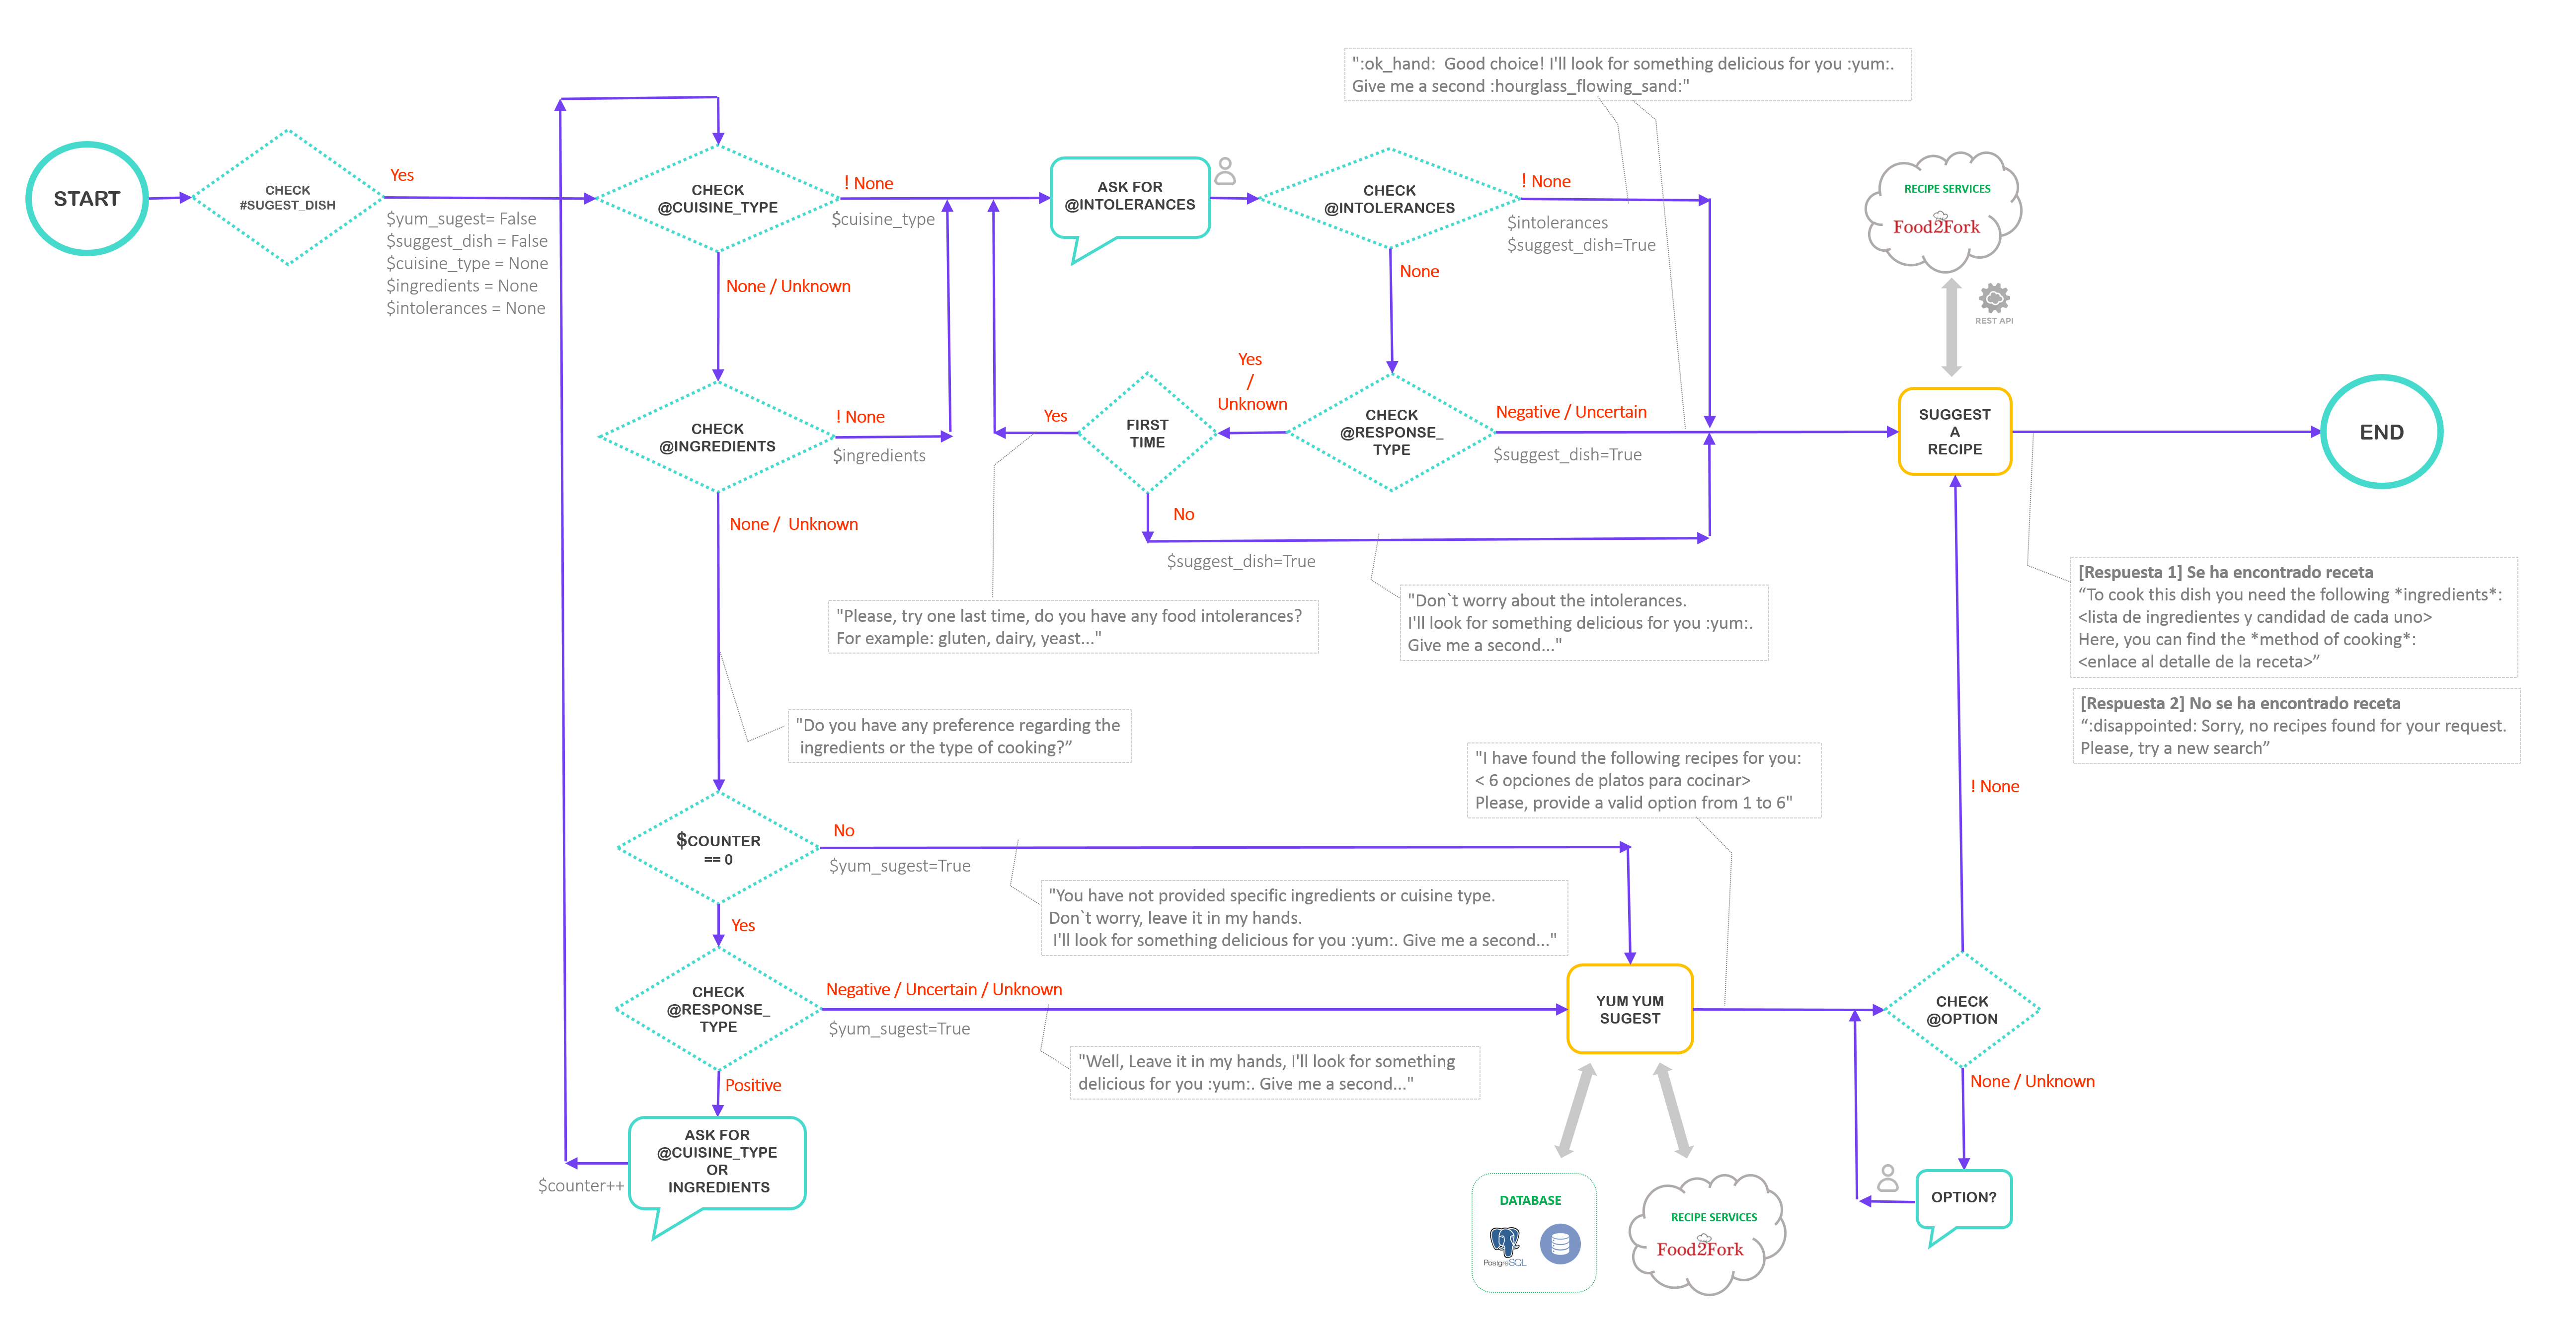 ":ok_hand:  Good choice! I'll look for something delicious for you :yum:.
Give me a second :hourglass_flowing_sand:"
START
CHECK
#SUGEST_DISH
Yes
$yum_sugest= False
$suggest_dish = False
$cuisine_type = None
$ingredients = None
$intolerances = None
CHECK
@CUISINE_TYPE
! None
$cuisine_type
None / Unknown
ASK FOR
@INTOLERANCES
CHECK
@INTOLERANCES
! None
$intolerances
$suggest_dish=True
None
RECIPE SERVICES
Food2Fork
REST API
CHECK
@INGREDIENTS
! None
$ingredients
None /  Unknown
Yes
FIRST
TIME
Yes
/
Unknown
CHECK
@RESPONSE_
TYPE
Negative / Uncertain
$suggest_dish=True
SUGGEST
A
RECIPE
END
No
$suggest_dish=True
"Please, try one last time, do you have any food intolerances?
For example: gluten, dairy, yeast..."
"Don`t worry about the intolerances.
I'll look for something delicious for you :yum:.
Give me a second..."
[Respuesta 1] Se ha encontrado receta
“To cook this dish you need the following *ingredients*:
<lista de ingredientes y candidad de cada uno>
Here, you can find the *method of cooking*:
<enlace al detalle de la receta>”
[Respuesta 2] No se ha encontrado receta
“:disappointed: Sorry, no recipes found for your request.
Please, try a new search”
"Do you have any preference regarding the
ingredients or the type of cooking?”
"I have found the following recipes for you:
< 6 opciones de platos para cocinar>
Please, provide a valid option from 1 to 6"
! None
$COUNTER
== 0
No
$yum_sugest=True
"You have not provided specific ingredients or cuisine type.
Don`t worry, leave it in my hands.
I'll look for something delicious for you :yum:. Give me a second..."
Yes
CHECK
@RESPONSE_
TYPE
Negative / Uncertain / Unknown
$yum_sugest=True
"Well, Leave it in my hands, I'll look for something
delicious for you :yum:. Give me a second..."
YUM YUM
SUGEST
CHECK
@OPTION
None / Unknown
Positive
ASK FOR
@CUISINE_TYPE
OR
INGREDIENTS
$counter++
DATABASE
PostgreSQL
RECIPE SERVICES
Food2Fork
OPTION?